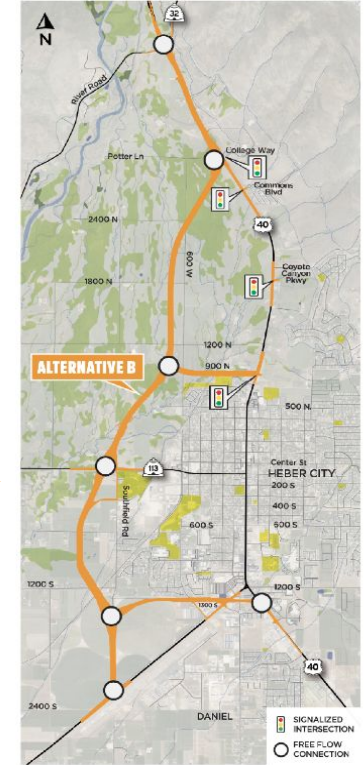 32
N
River Road
Potter Ln
College Way
Commons
Blvd
2400 N
40
600 W
Coyote
Canyon
Pkwy
1800 N
1200 N
900 N
ALTERNATIVE B
500 N.
Center St
113
HEBER CITY
200 S
Southfield Rd
400 S
600 S
600 S
1200 S
1200 S
1300 S
40
2400 S
DANIEL
SIGNALIZED
INTERSECTION
FREE FLOW
CONNECTION